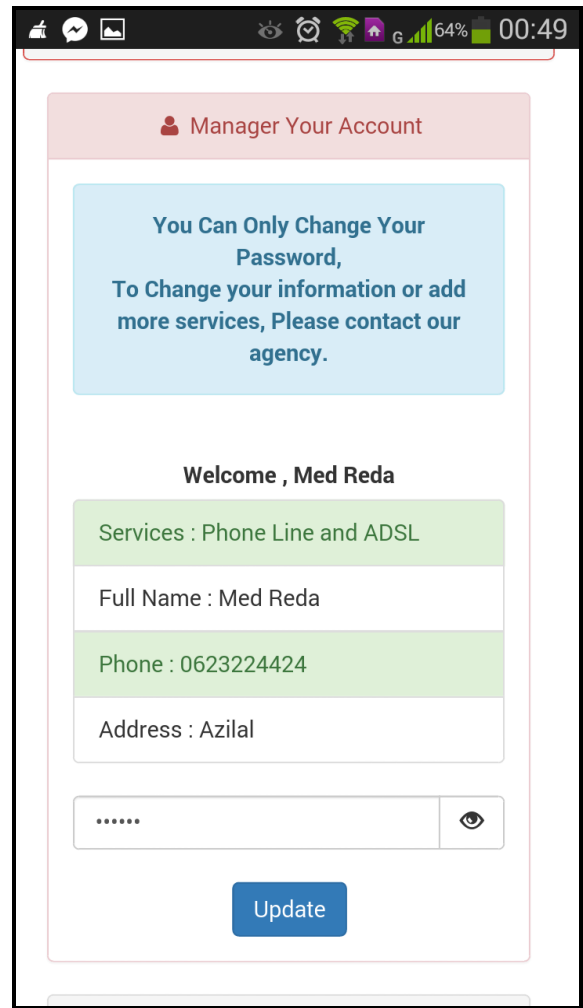 G 64% 00:49
Manager Your Account
You Can Only Change Your
Password,
To Change your information or add
more services, Please contact our
agency.
Welcome , Med Reda
Services : Phone Line and ADSL
Full Name : Med Reda
Phone : 0623224424
Address : Azilal
••••••
Update